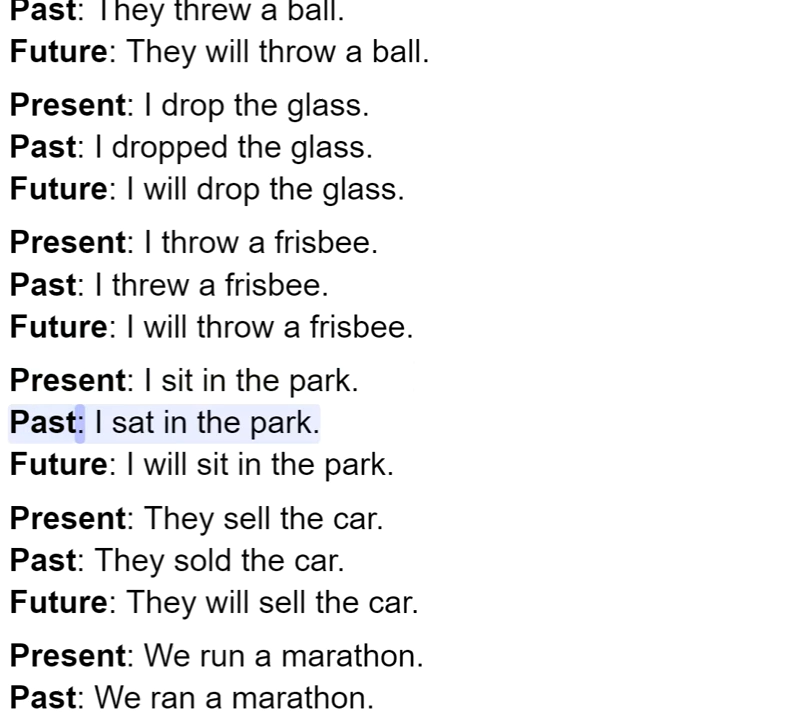 Past: They threw a ball.
Future: They will throw a ball.
Present: I drop the glass.
Past: I dropped the glass.
Future: I will drop the glass.
Present: I throw a frisbee.
Past: I threw a frisbee.
Future: I will throw a frisbee.
Present: I sit in the park.
Past: I sat in the park.
Future: I will sit in the park.
Present: They sell the car.
Past: They sold the car.
Future: They will sell the car.
Present: We run a marathon.
Past: We ran a marathon.